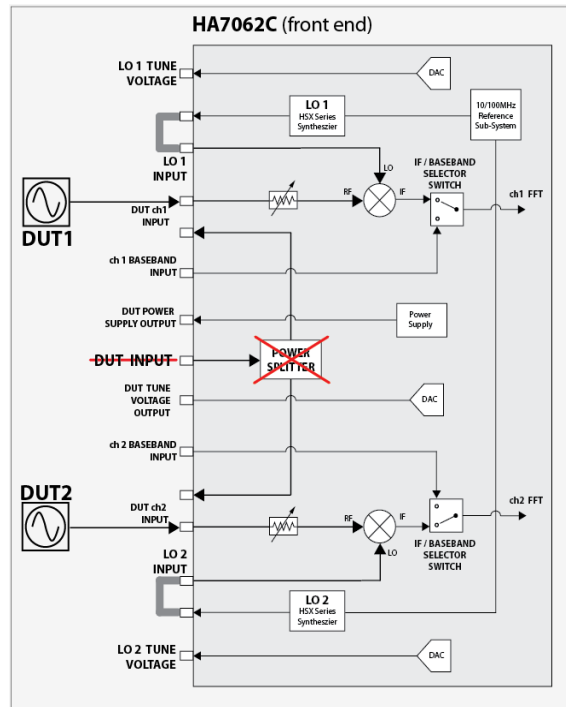 HA7062C (front end)
LO 1 TUNE
VOLTAGE
DAC
LO 1
HSX Series
Syntheszier
10/100MHz
Reference
Sub-System
LO 1
INPUT
LO
IF / BASEBAND
SELECTOR
SWITCH
DUT1
DUT ch1
INPUT
RF
IF
ch1 FFT
ch 1 BASEBAND
INPUT
DUT POWER
SUPPLY OUTPUT
Power
Supply
DUT INPUT
POWER
SPLITTER
DUT TUNE
VOLTAGE
OUTPUT
DAC
ch 2 BASEBAND
INPUT
DUT2
DUT ch2
INPUT
RF
IF
LO
ch2 FFT
IF / BASEBAND
SELECTOR
SWITCH
LO 2
INPUT
LO 2
HSX Series
Syntheszier
LO 2 TUNE
VOLTAGE
DAC